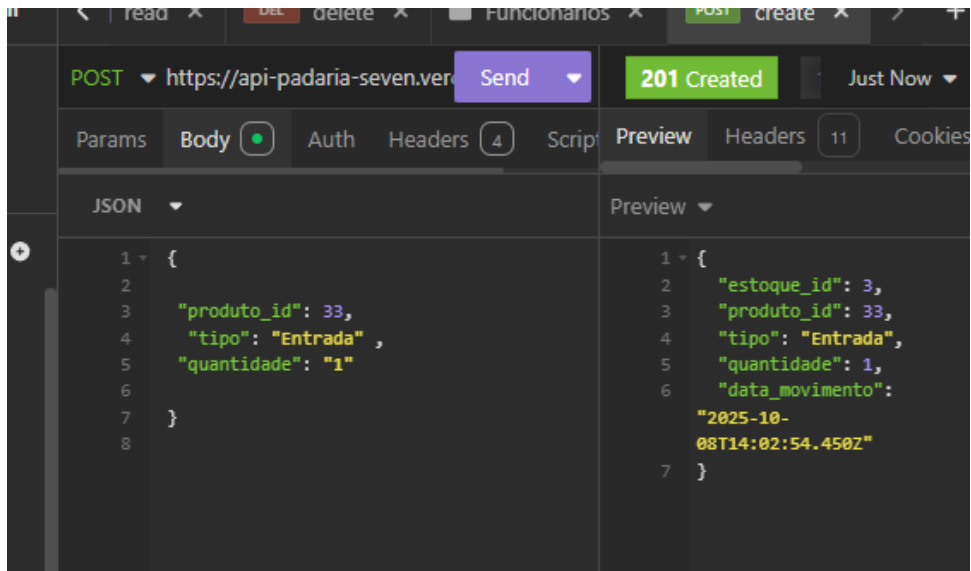 read × DEL delete × Funcionarios × POST create × +
POST https://api-padaria-seven.ver Send 201 Created Just Now
Params Body Auth Headers 4 Script Preview Headers 11 Cookies
JSON Preview
1 {
2
3 "produto_id": 33,
4 "tipo": "Entrada" ,
5 "quantidade": "1"
6
7 }
8
1 {
2 "estoque_id": 3,
3 "produto_id": 33,
4 "tipo": "Entrada",
5 "quantidade": 1,
6 "data_movimento":
"2025-10-
08T14:02:54.450Z"
7 }